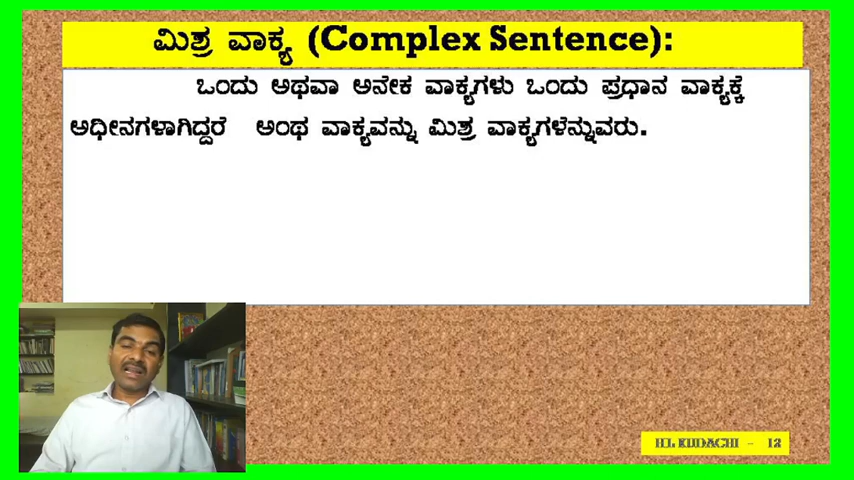 ಮಿಶ್ರ ವಾಕ್ಯ (Complex Sentence):
ಒಂದು ಅಥವಾ ಅನೇಕ ವಾಕ್ಯಗಳು ಒಂದು ಪ್ರಧಾನ ವಾಕ್ಯಕ್ಕೆ
ಅಧೀನಗಳಾಗಿದ್ದರೆ ಅಂಥ ವಾಕ್ಯವನ್ನು ಮಿಶ್ರ ವಾಕ್ಯಗಳೆನ್ನುವರು.
KUDACHI - 12